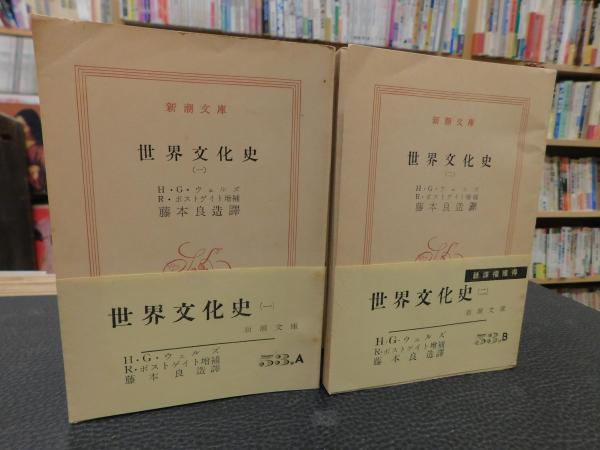 新潮文庫
世界文化史
(一)
H・G・ウェルズ
R・ポストゲイト増補
藤本良造譯
世界文化史(一)
新潮文庫
H・G・ウェルズ
R・ポストゲイト増補
藤本良造譯
53.A
新潮文庫
世界文化史
(二)
H・G・ウェルズ
R・ポストゲイト増補
藤本良造譯
飜譯権獲得
世界文化史(二)
新潮文庫
H・G・ウェルズ
R・ポストゲイト増補
藤本良造譯
53.B